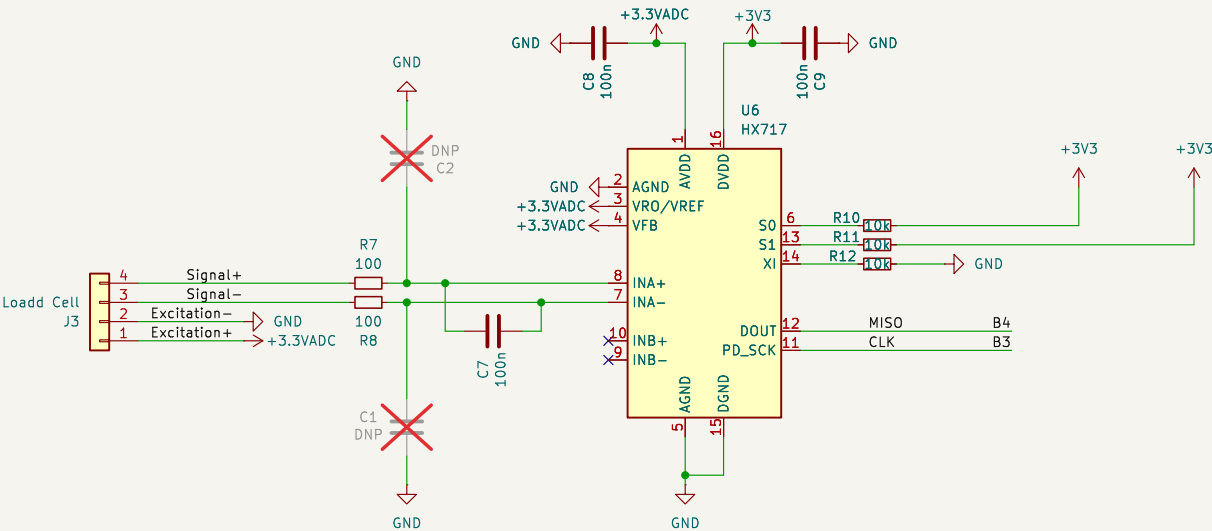 +3.3VADC
+3V3
GND
GND
C8
100n
100n
C9
GND
U6
HX717
DNP
C2
1
AVDD
16
DVDD
+3V3
+3V3
GND
2
AGND
+3.3VADC
3
VRO/VREF
+3.3VADC
4
VFB
S0
6
R10
10k
S1
13
R11
10k
XI
14
R12
10k
GND
R7
100
4
Signal+
8
INA+
Loadd Cell
3
Signal-
7
INA-
J3
2
Excitation-
GND
100
1
Excitation+
+3.3VADC
R8
C7
100n
10
INB+
9
INB-
DOUT
12
MISO
B4
PD_SCK
11
CLK
B3
C1
DNP
AGND
5
DGND
15
GND
GND